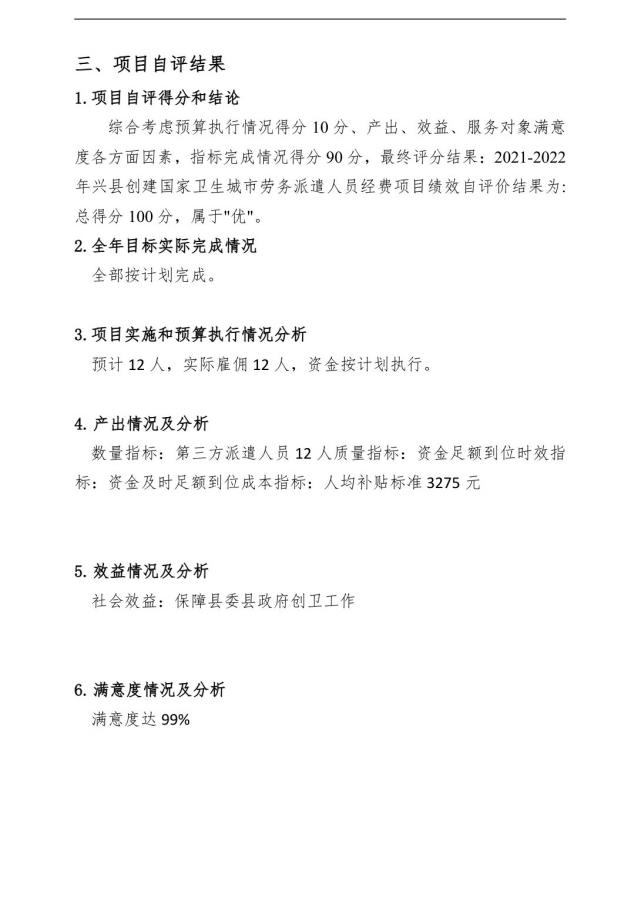 三、项目自评结果
1.项目自评得分和结论
综合考虑预算执行情况得分 10 分、产出、效益、服务对象满意
度各方面因素，指标完成情况得分 90 分，最终评分结果：2021-2022
年兴县创建国家卫生城市劳务派遣人员经费项目绩效自评价结果为:
总得分 100 分，属于"优"。
2.全年目标实际完成情况
全部按计划完成。
3.项目实施和预算执行情况分析
预计 12 人，实际雇佣 12 人，资金按计划执行。
4. 产出情况及分析
数量指标：第三方派遣人员 12 人质量指标：资金足额到位时效指
标：资金及时足额到位成本指标：人均补贴标准 3275 元
5. 效益情况及分析
社会效益：保障县委县政府创卫工作
6. 满意度情况及分析
满意度达 99%